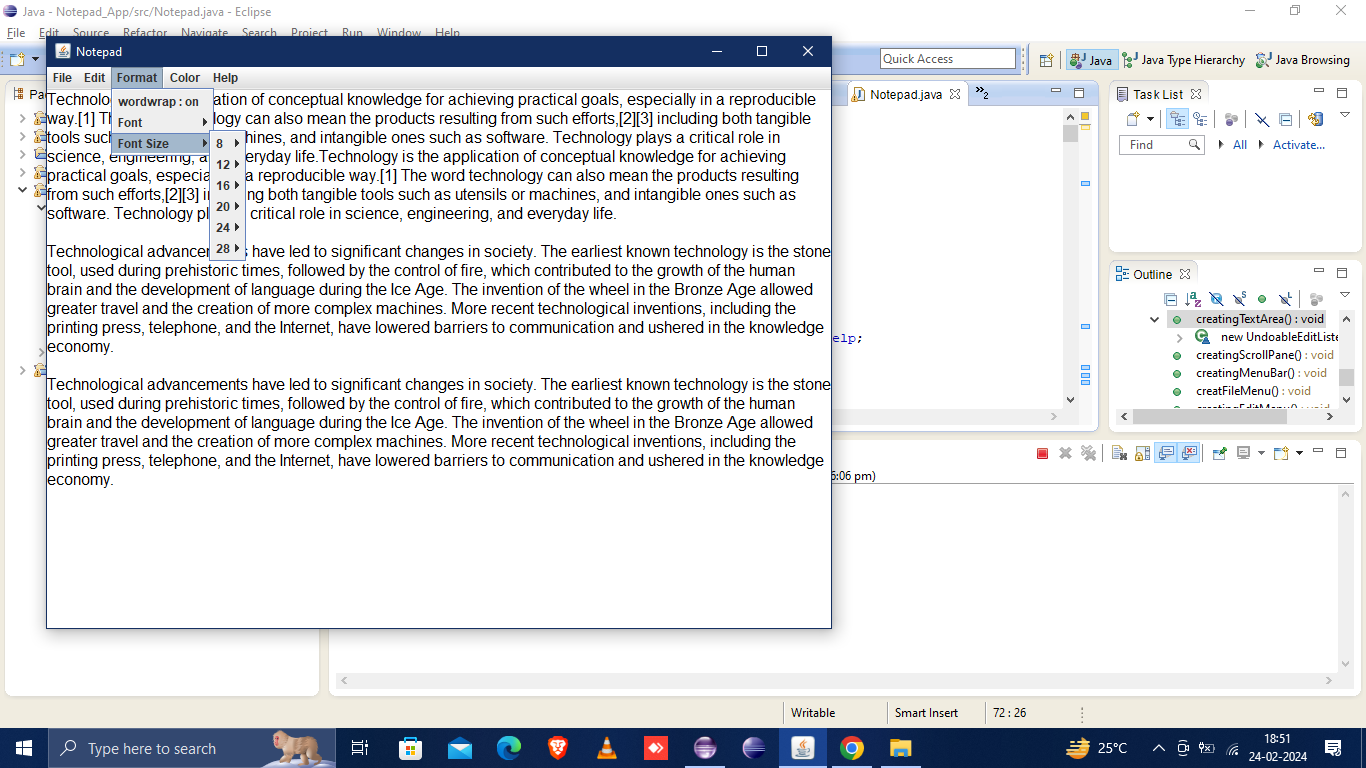 Java - Notepad_App/src/Notepad.java - Eclipse
File Edit Source Refactor Navigate Search Project Run Window Help
Quick Access
Java
Java Type Hierarchy
Java Browsing
Notepad
File Edit Format Color Help
wordwrap : on
Font
Font Size
8
12
16
20
24
28
ation of conceptual knowledge for achieving practical goals, especially in a reproducible
way.[1] can also mean the products resulting from such efforts,[2][3] including both tangible
tools and intangible ones such as software. Technology plays a critical role in
science, engineering, life.Technology is the application of conceptual knowledge for achieving
practical goals, a reproducible way.[1] The word technology can also mean the products resulting
from such efforts,[2][3] both tangible tools such as utensils or machines, and intangible ones such as
software. Technology critical role in science, engineering, and everyday life.
Technological have led to significant changes in society. The earliest known technology is the stone
tool, used during prehistoric times, followed by the control of fire, which contributed to the growth of the human
brain and the development of language during the Ice Age. The invention of the wheel in the Bronze Age allowed
greater travel and the creation of more complex machines. More recent technological inventions, including the
printing press, telephone, and the Internet, have lowered barriers to communication and ushered in the knowledge
economy.
Technological advancements have led to significant changes in society. The earliest known technology is the stone
tool, used during prehistoric times, followed by the control of fire, which contributed to the growth of the human
brain and the development of language during the Ice Age. The invention of the wheel in the Bronze Age allowed
greater travel and the creation of more complex machines. More recent technological inventions, including the
printing press, telephone, and the Internet, have lowered barriers to communication and ushered in the knowledge
economy.
Notepad.java
»2
elp;
6:06 pm)
Task List
Find
All
Activate...
Outline
creatingTextArea() : void
new UndoableEditListe
creatingScrollPane() : void
creatingMenuBar() : void
creatFileMenu() : void
creatingEditMenu() : void
Writable
Smart Insert
72 : 26
Type here to search
25°C
18:51
24-02-2024